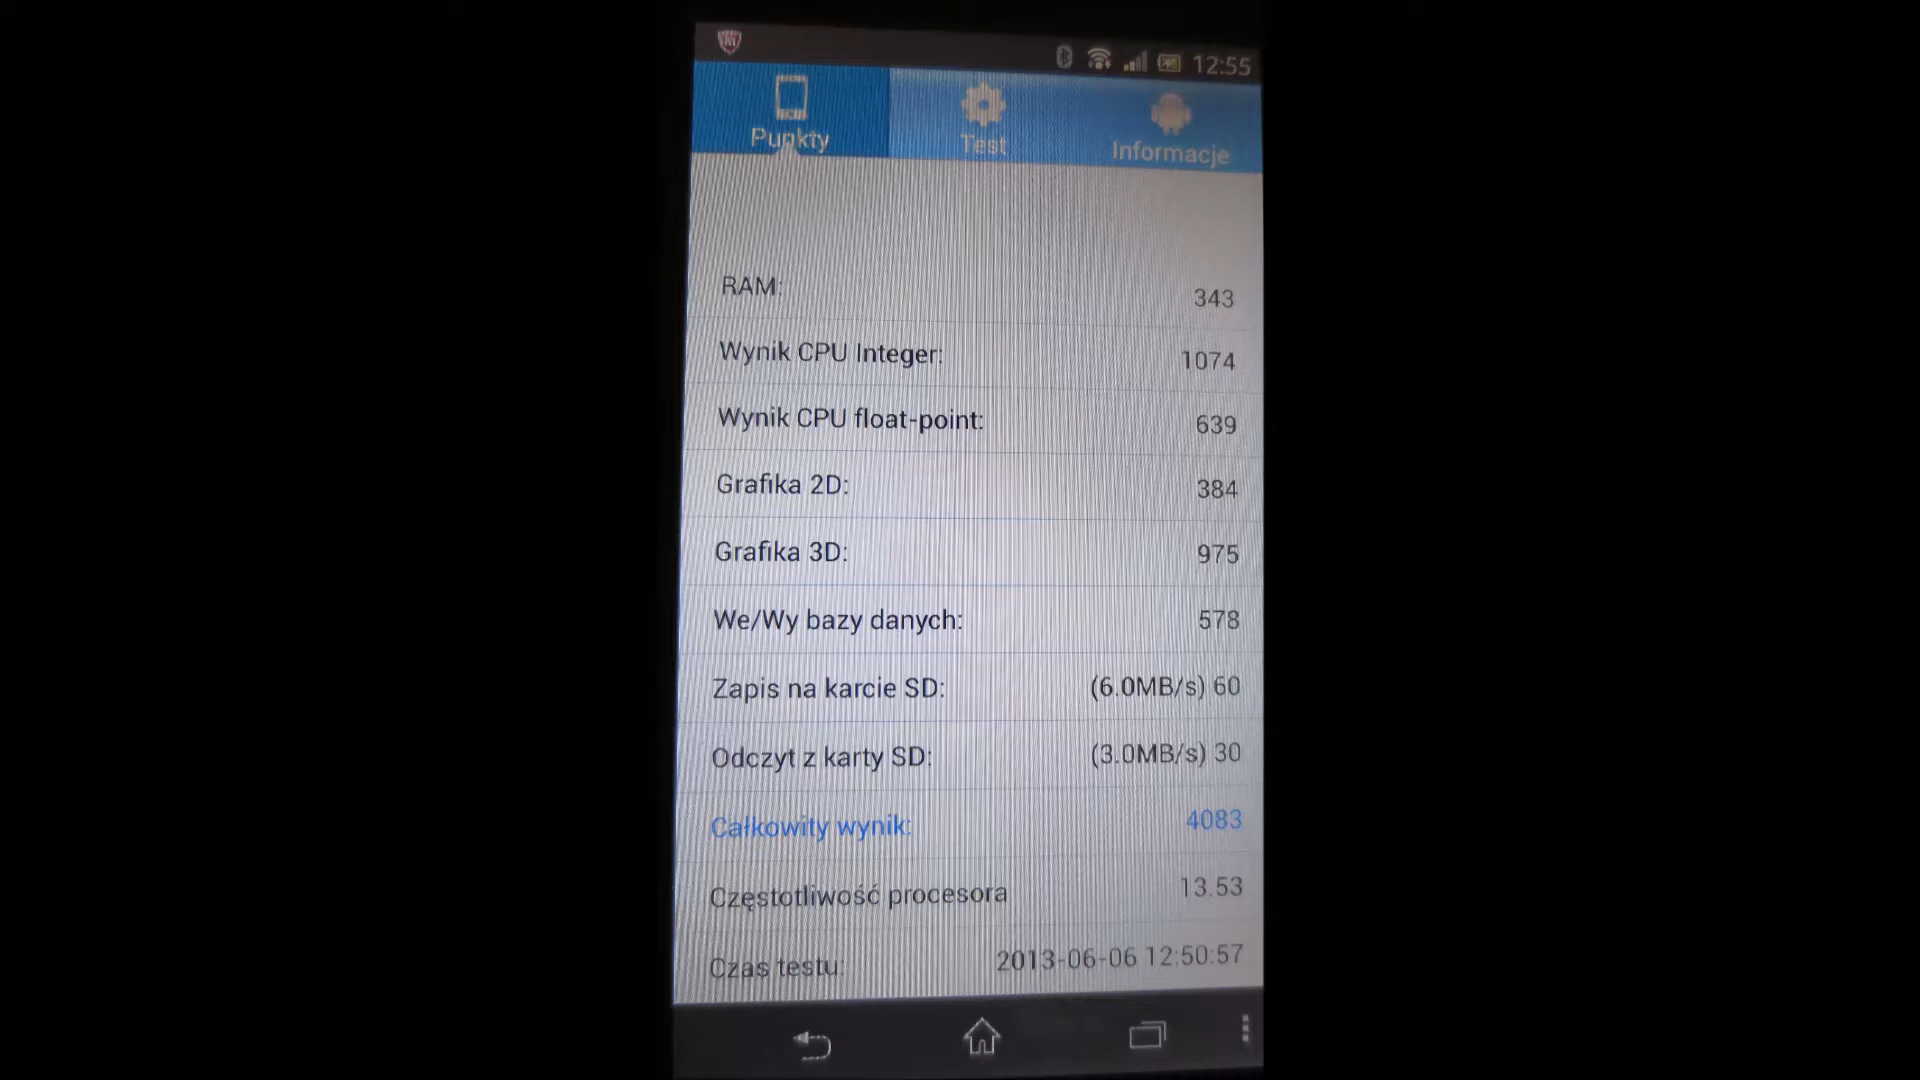 12:55
Punkty
Test
Informacje
RAM: 343
Wynik CPU Integer: 1074
Wynik CPU float-point: 639
Grafika 2D: 384
Grafika 3D: 975
We/Wy bazy danych: 578
Zapis na karcie SD: (6.0MB/s) 60
Odczyt z karty SD: (3.0MB/s) 30
Całkowity wynik: 4083
Częstotliwość procesora 13.53
Czas testu: 2013-06-06 12:50:57